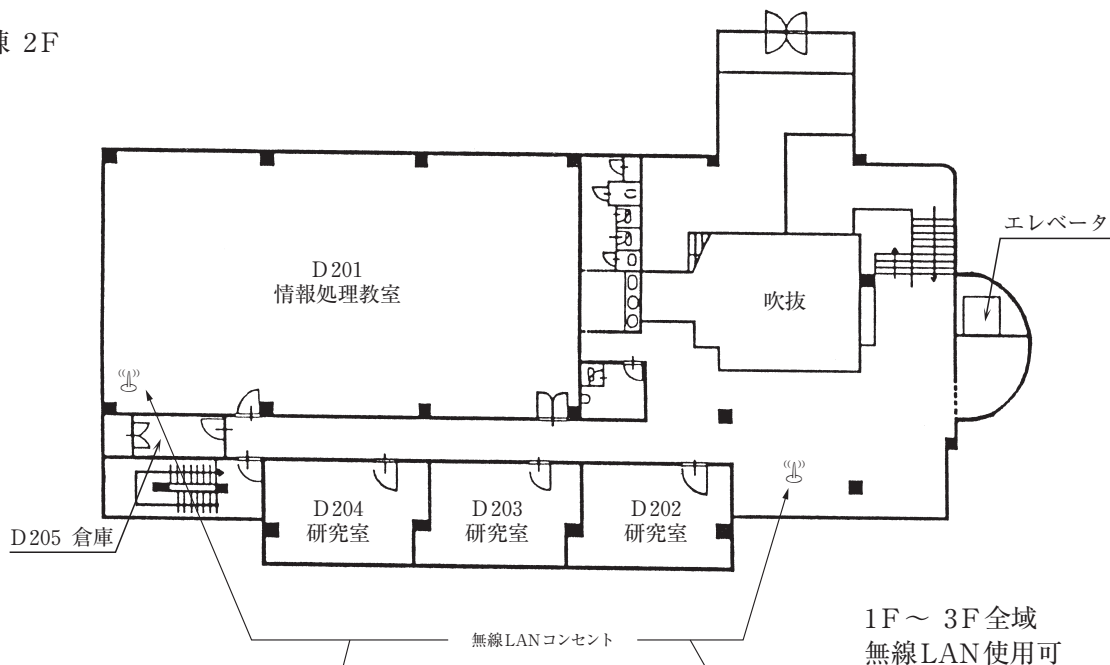 棟 2F
エレベータ
D201
情報処理教室
吹抜
D204
研究室
D203
研究室
D202
研究室
D205 倉庫
無線LANコンセント
1F～3F全域
無線LAN使用可